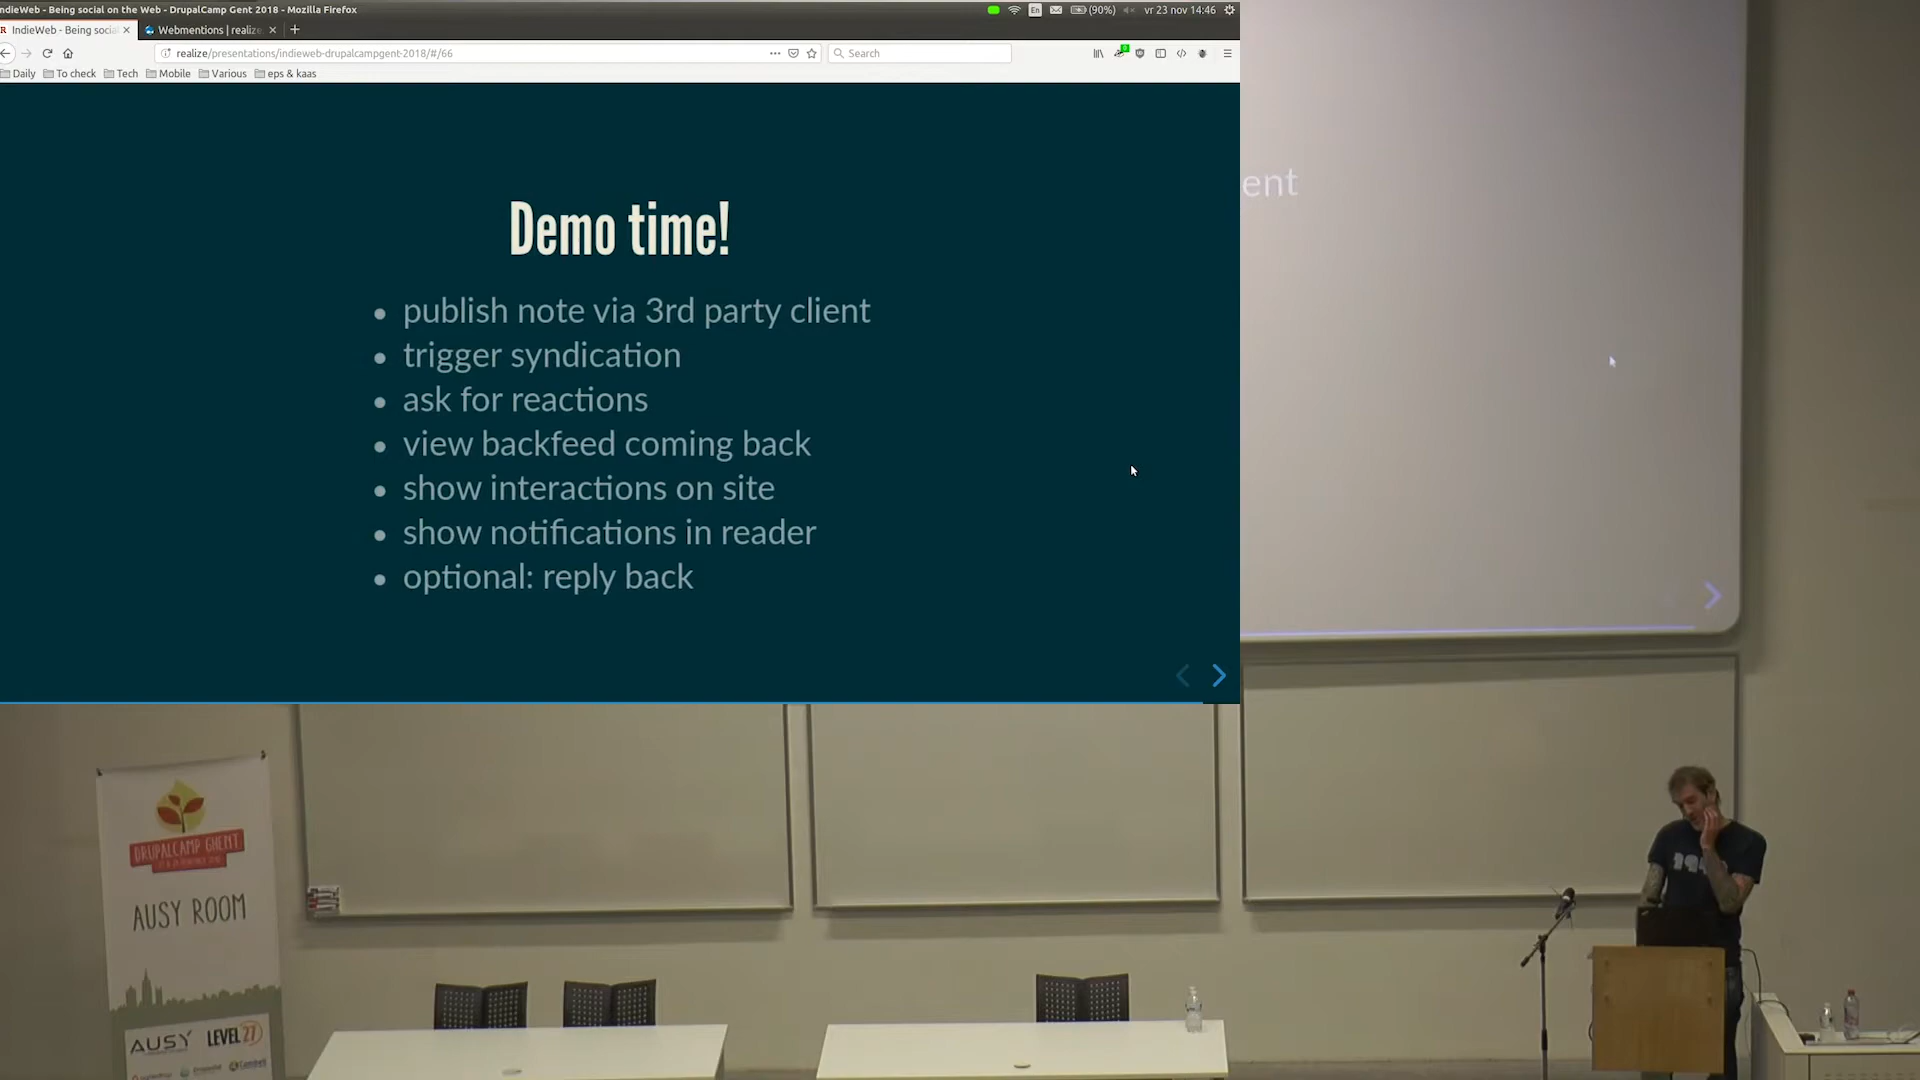 ndieWeb - Being social on the Web - DrupalCamp Gent 2018 - Mozilla Firefox
En (90%) vr 23 nov 14:46
IndieWeb - Being socia
Webmentions | realize.
realize/presentations/indieweb-drupalcampgent-2018/#/66
Search
Daily To check Tech Mobile Various eps & kaas
Demo time!
• publish note via 3rd party client
• trigger syndication
• ask for reactions
• view backfeed coming back
• show interactions on site
• show notifications in reader
• optional: reply back
ent
DRUPALCAMP GHENT
AUSY ROOM
AUSY LEVEL27